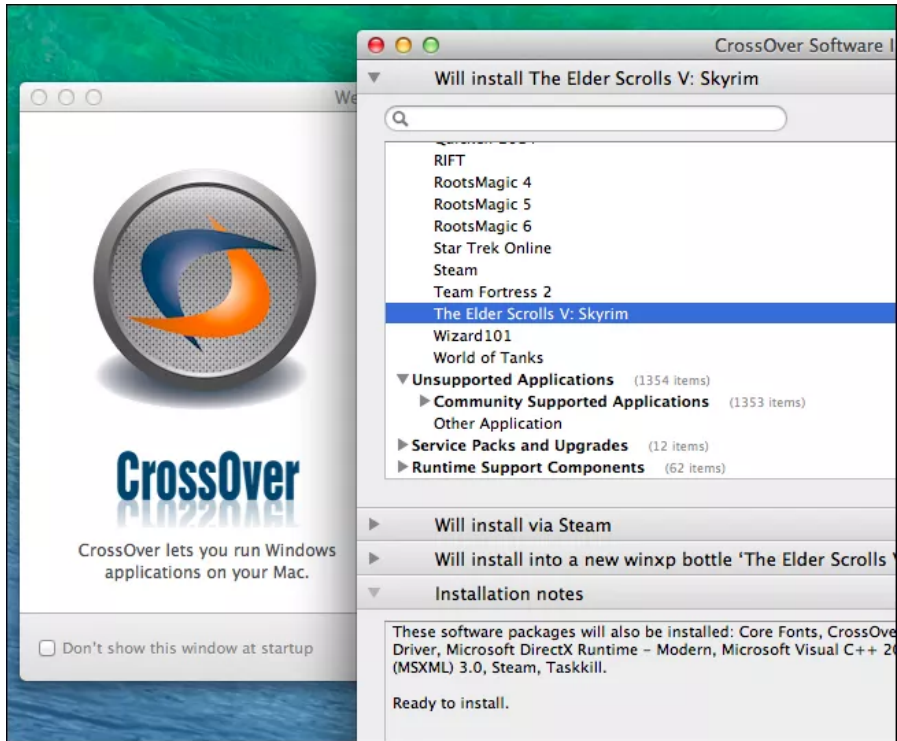 CrossOver Software I
We
Will install The Elder Scrolls V: Skyrim
RIFT
RootsMagic 4
RootsMagic 5
RootsMagic 6
Star Trek Online
Steam
Team Fortress 2
The Elder Scrolls V: Skyrim
Wizard101
World of Tanks
Unsupported Applications (1354 items)
Community Supported Applications (1353 items)
Other Application
Service Packs and Upgrades (12 items)
Runtime Support Components (62 items)
Will install via Steam
Will install into a new winxp bottle ‘The Elder Scrolls
Installation notes
These software packages will also be installed: Core Fonts, CrossOve
Driver, Microsoft DirectX Runtime – Modern, Microsoft Visual C++ 20
(MSXML) 3.0, Steam, Taskkill.
Ready to install.
CrossOver
CrossOver lets you run Windows
applications on your Mac.
Don't show this window at startup